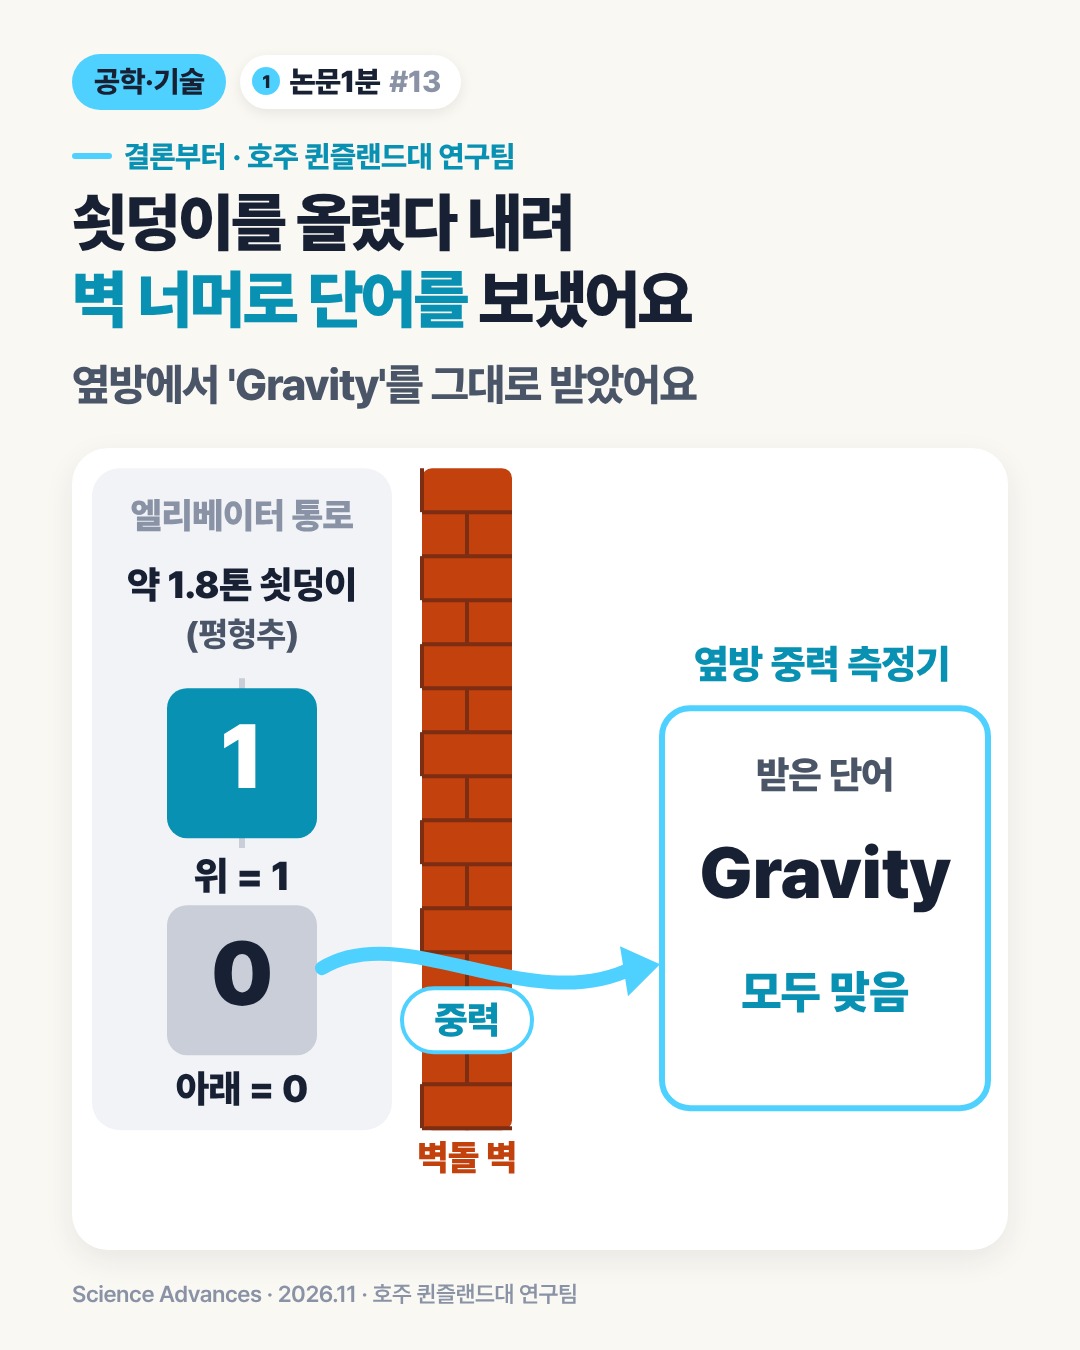 공학·기술
1 논문1분 #13
결론부터 · 호주 퀸즐랜드대 연구팀
쇳덩이를 올렸다 내려
벽 너머로 단어를 보냈어요
옆방에서 'Gravity'를 그대로 받았어요
엘리베이터 통로
약 1.8톤 쇳덩이
(평형추)
1
위 = 1
0
아래 = 0
중력
벽돌 벽
옆방 중력 측정기
받은 단어
Gravity
모두 맞음
Science Advances · 2026.11 · 호주 퀸즐랜드대 연구팀